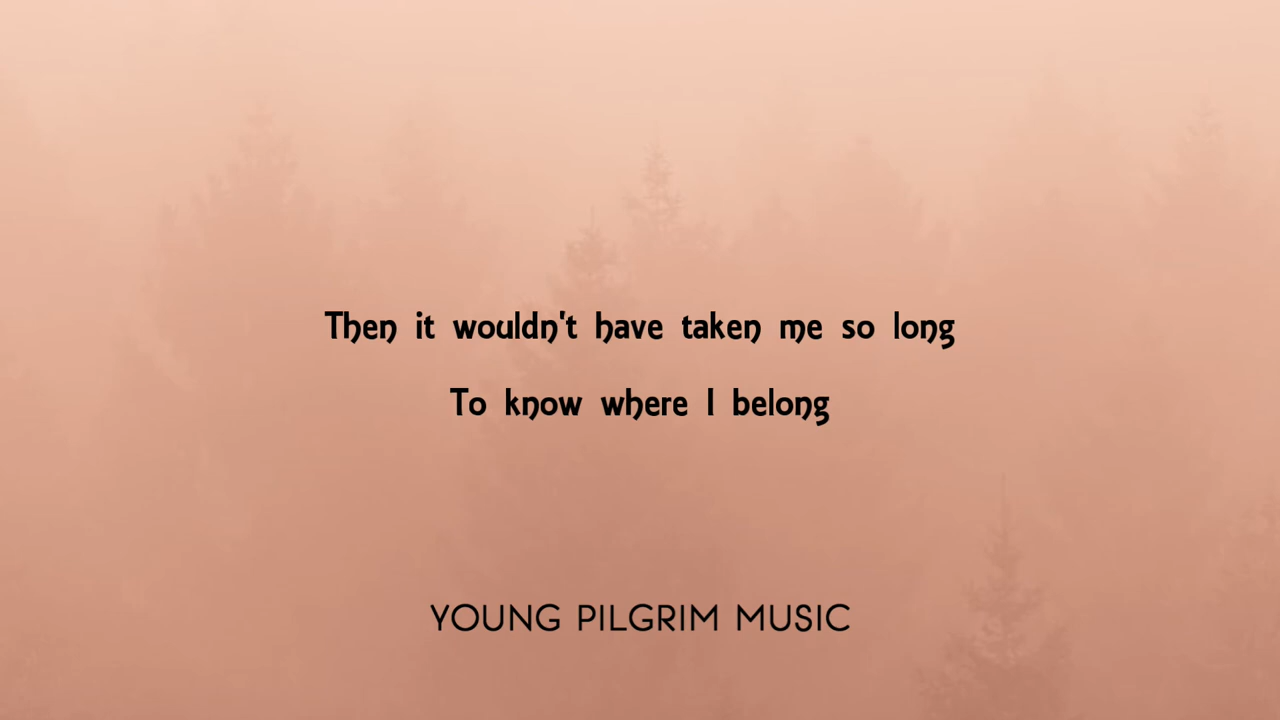 Then it wouldn't have taken me so long
To know where I belong
YOUNG PILGRIM MUSIC